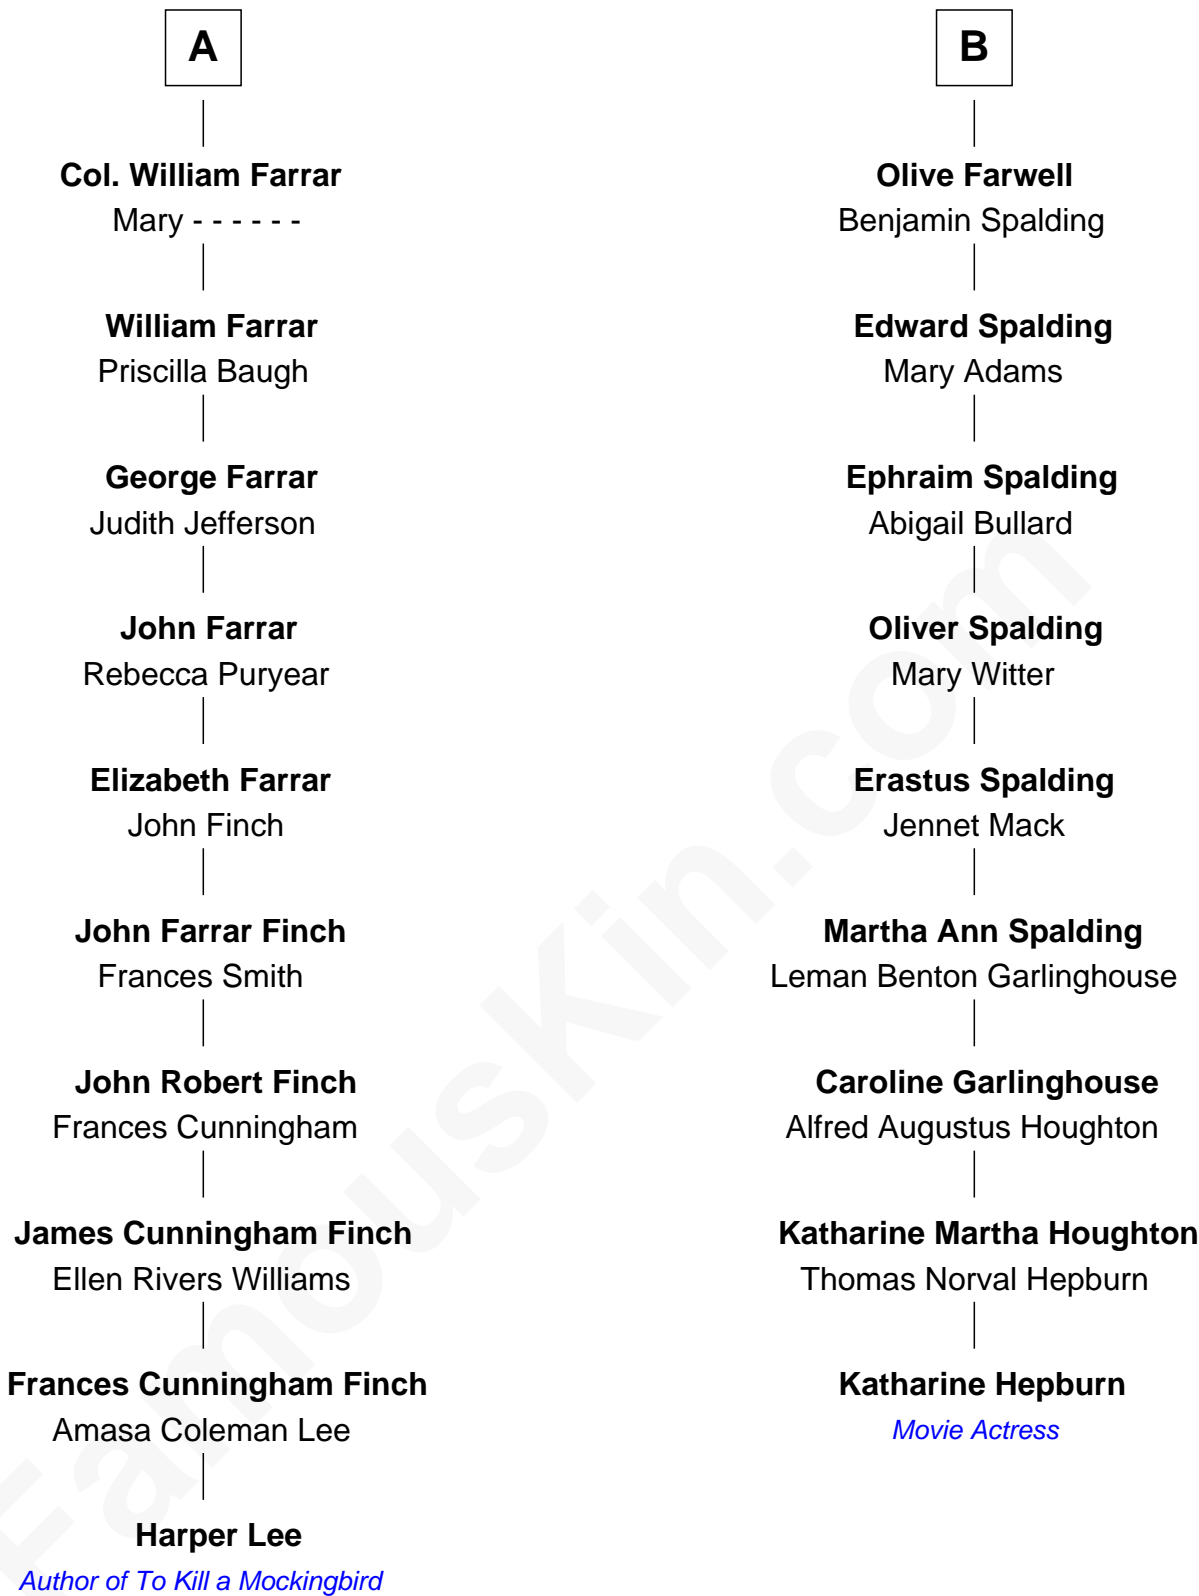 A
Col. William Farrar
Mary - - - - - -
William Farrar
Priscilla Baugh
George Farrar
Judith Jefferson
John Farrar
Rebecca Puryear
Elizabeth Farrar
John Finch
John Farrar Finch
Frances Smith
John Robert Finch
Frances Cunningham
James Cunningham Finch
Ellen Rivers Williams
Frances Cunningham Finch
Amasa Coleman Lee
Harper Lee
Author of To Kill a Mockingbird
B
Olive Farwell
Benjamin Spalding
Edward Spalding
Mary Adams
Ephraim Spalding
Abigail Bullard
Oliver Spalding
Mary Witter
Erastus Spalding
Jennet Mack
Martha Ann Spalding
Leman Benton Garlinghouse
Caroline Garlinghouse
Alfred Augustus Houghton
Katharine Martha Houghton
Thomas Norval Hepburn
Katharine Hepburn
Movie Actress
FamousKin.com